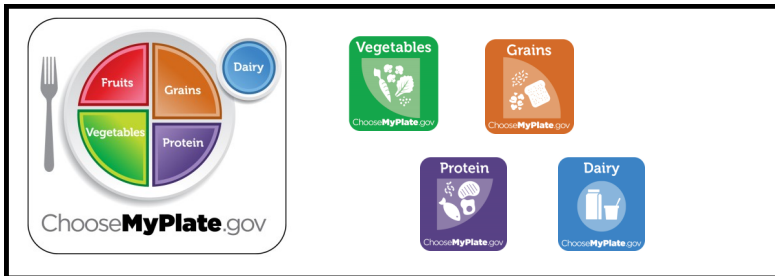 Fruits
Grains
Dairy
Vegetables
Protein
ChooseMyPlate.gov
Vegetables
ChooseMyPlate.gov
Grains
ChooseMyPlate.gov
Protein
ChooseMyPlate.gov
Dairy
ChooseMyPlate.gov